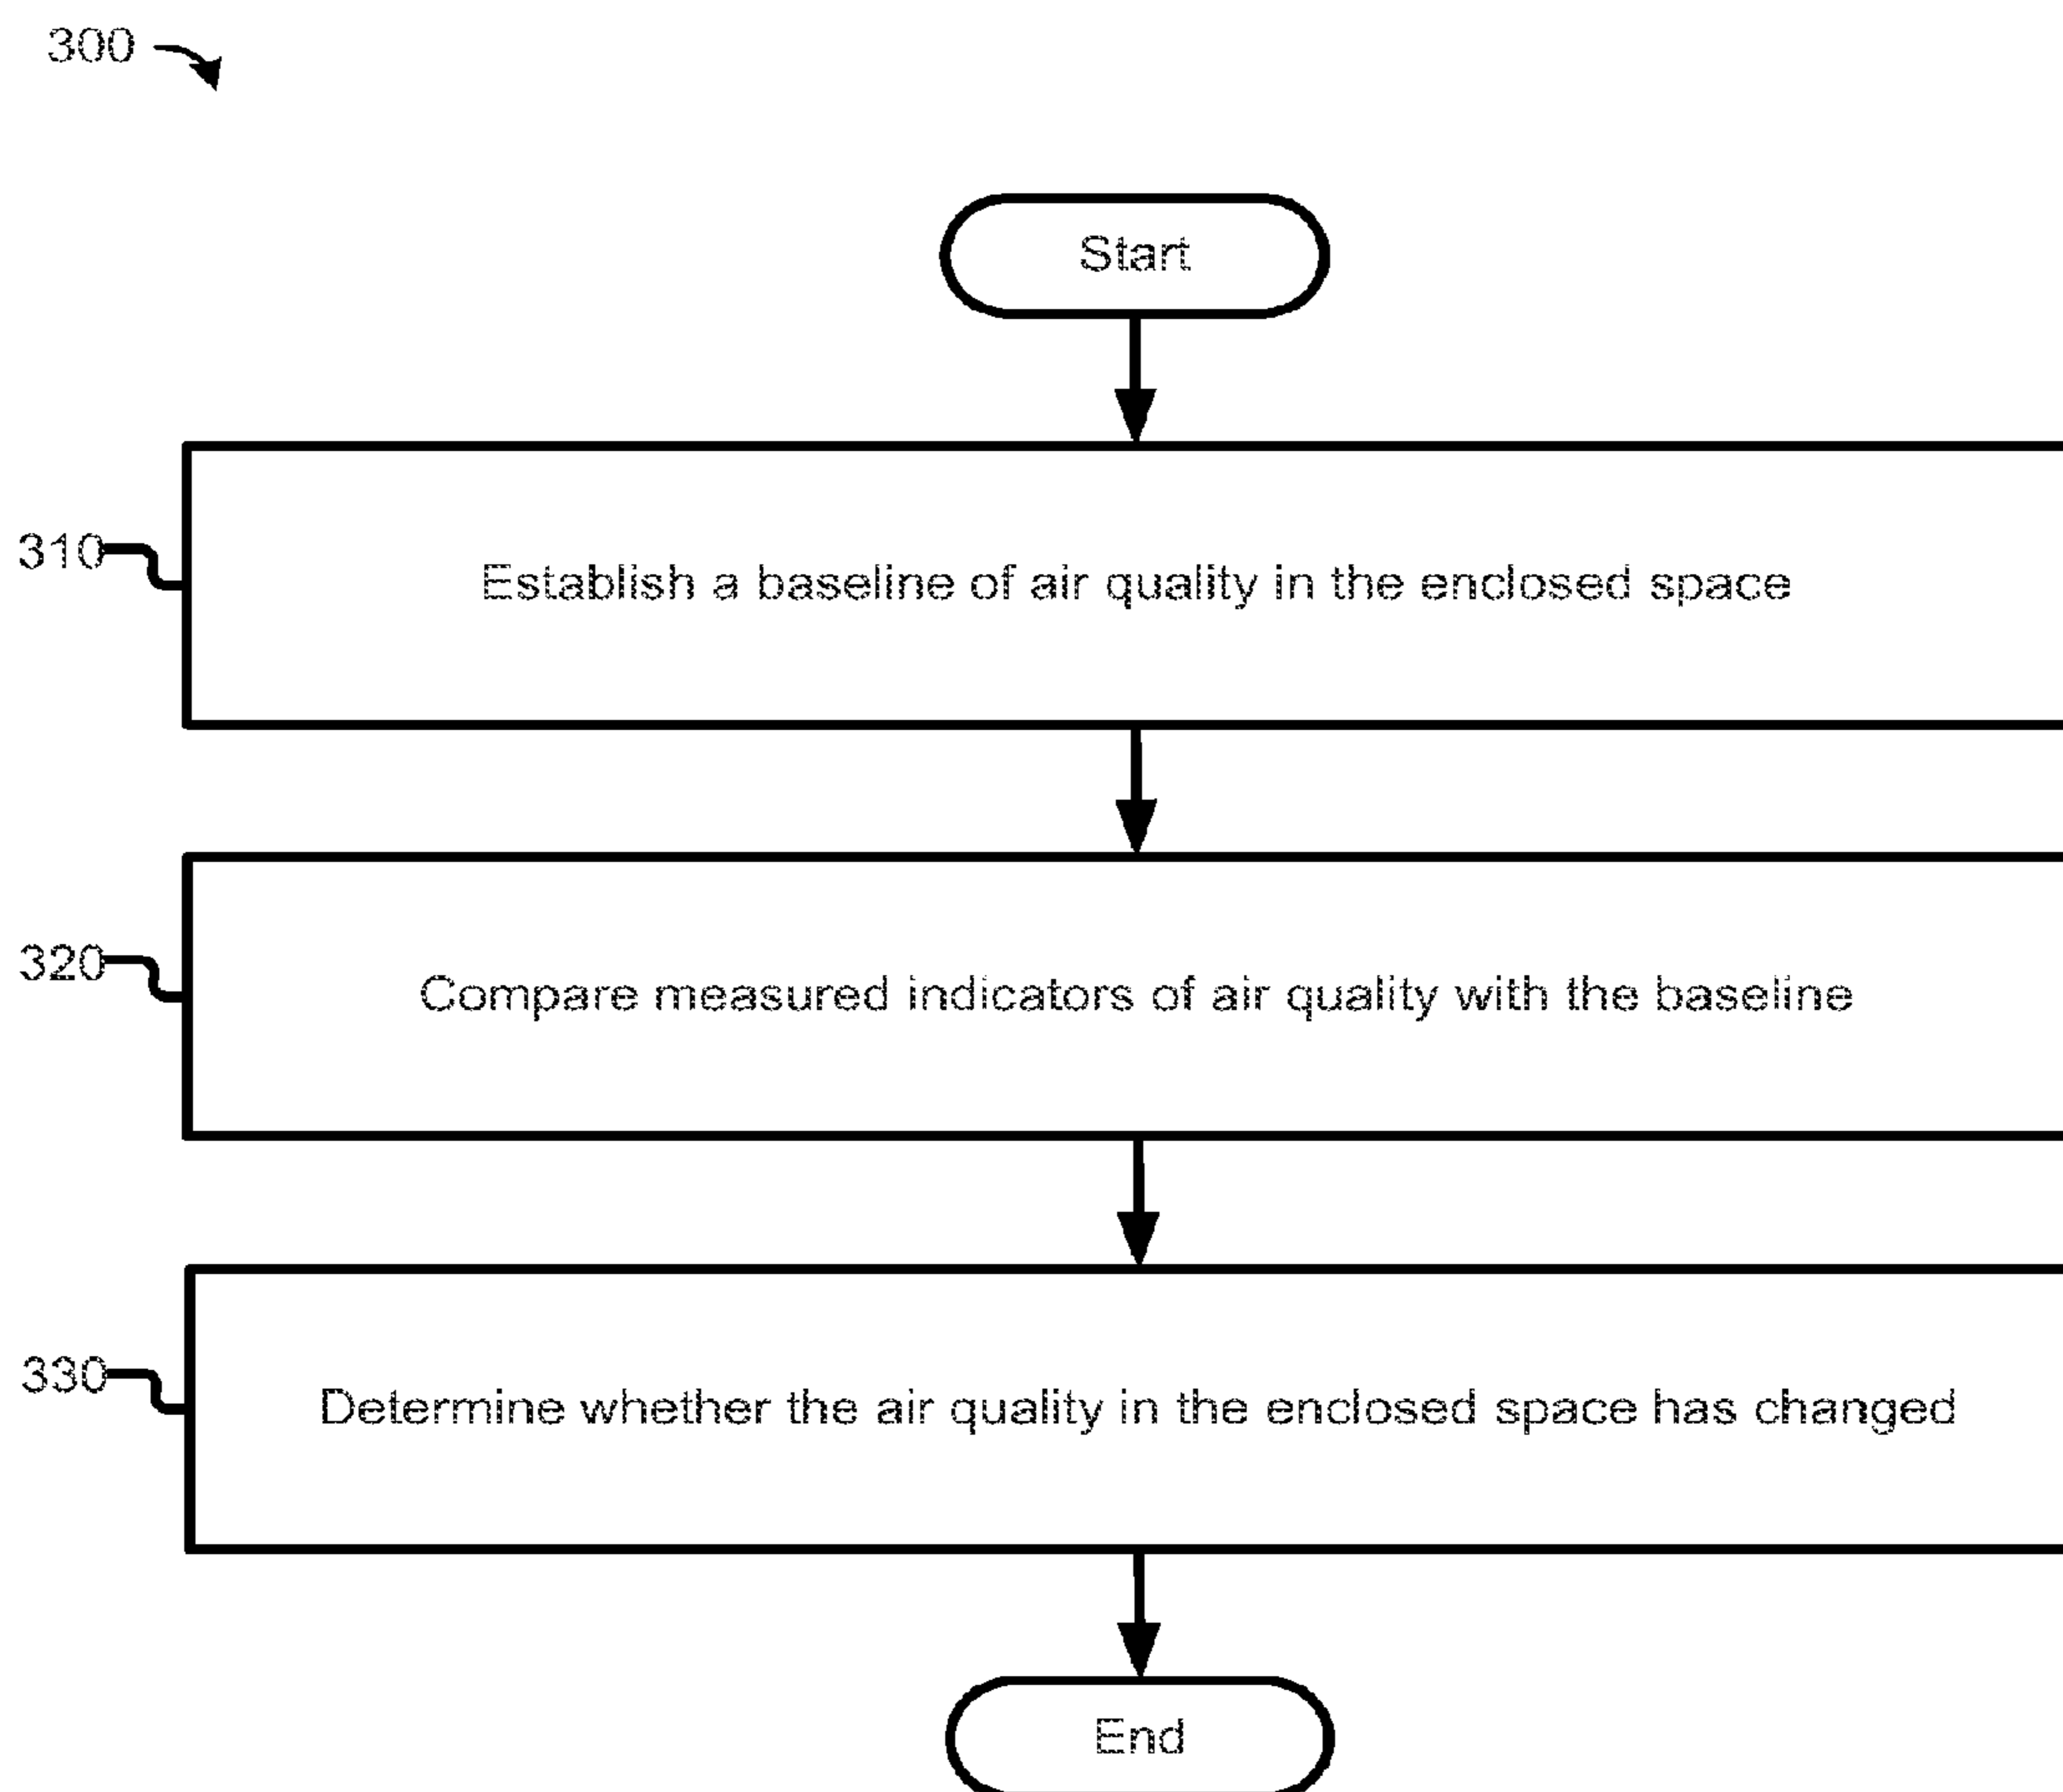 300
Start
310
Establish a baseline of air quality in the enclosed space
320
Compare measured indicators of air quality with the baseline
330
Determine whether the air quality in the enclosed space has changed
End